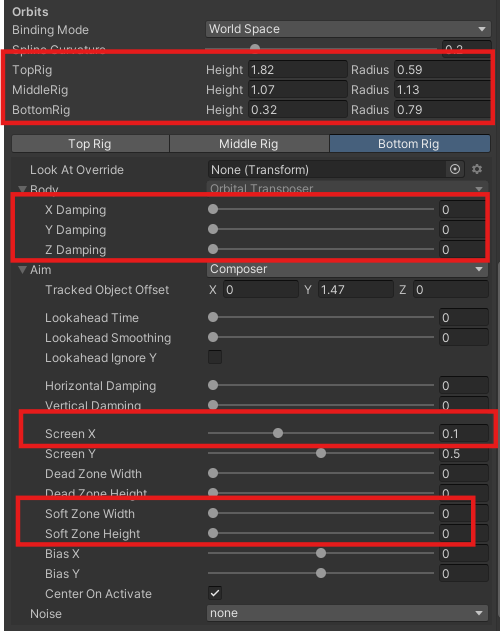 Orbits
Binding Mode World Space
Spline Curvature 0.2
TopRig Height 1.82 Radius 0.59
MiddleRig Height 1.07 Radius 1.13
BottomRig Height 0.32 Radius 0.79
Top Rig Middle Rig Bottom Rig
Look At Override None (Transform)
Body Orbital Transposer
X Damping 0
Y Damping 0
Z Damping 0
Aim Composer
Tracked Object Offset X 0 Y 1.47 Z 0
Lookahead Time 0
Lookahead Smoothing 0
Lookahead Ignore Y
Horizontal Damping 0
Vertical Damping 0
Screen X 0.1
Screen Y 0.5
Dead Zone Width 0
Dead Zone Height 0
Soft Zone Width 0
Soft Zone Height 0
Bias X 0
Bias Y 0
Center On Activate
Noise none